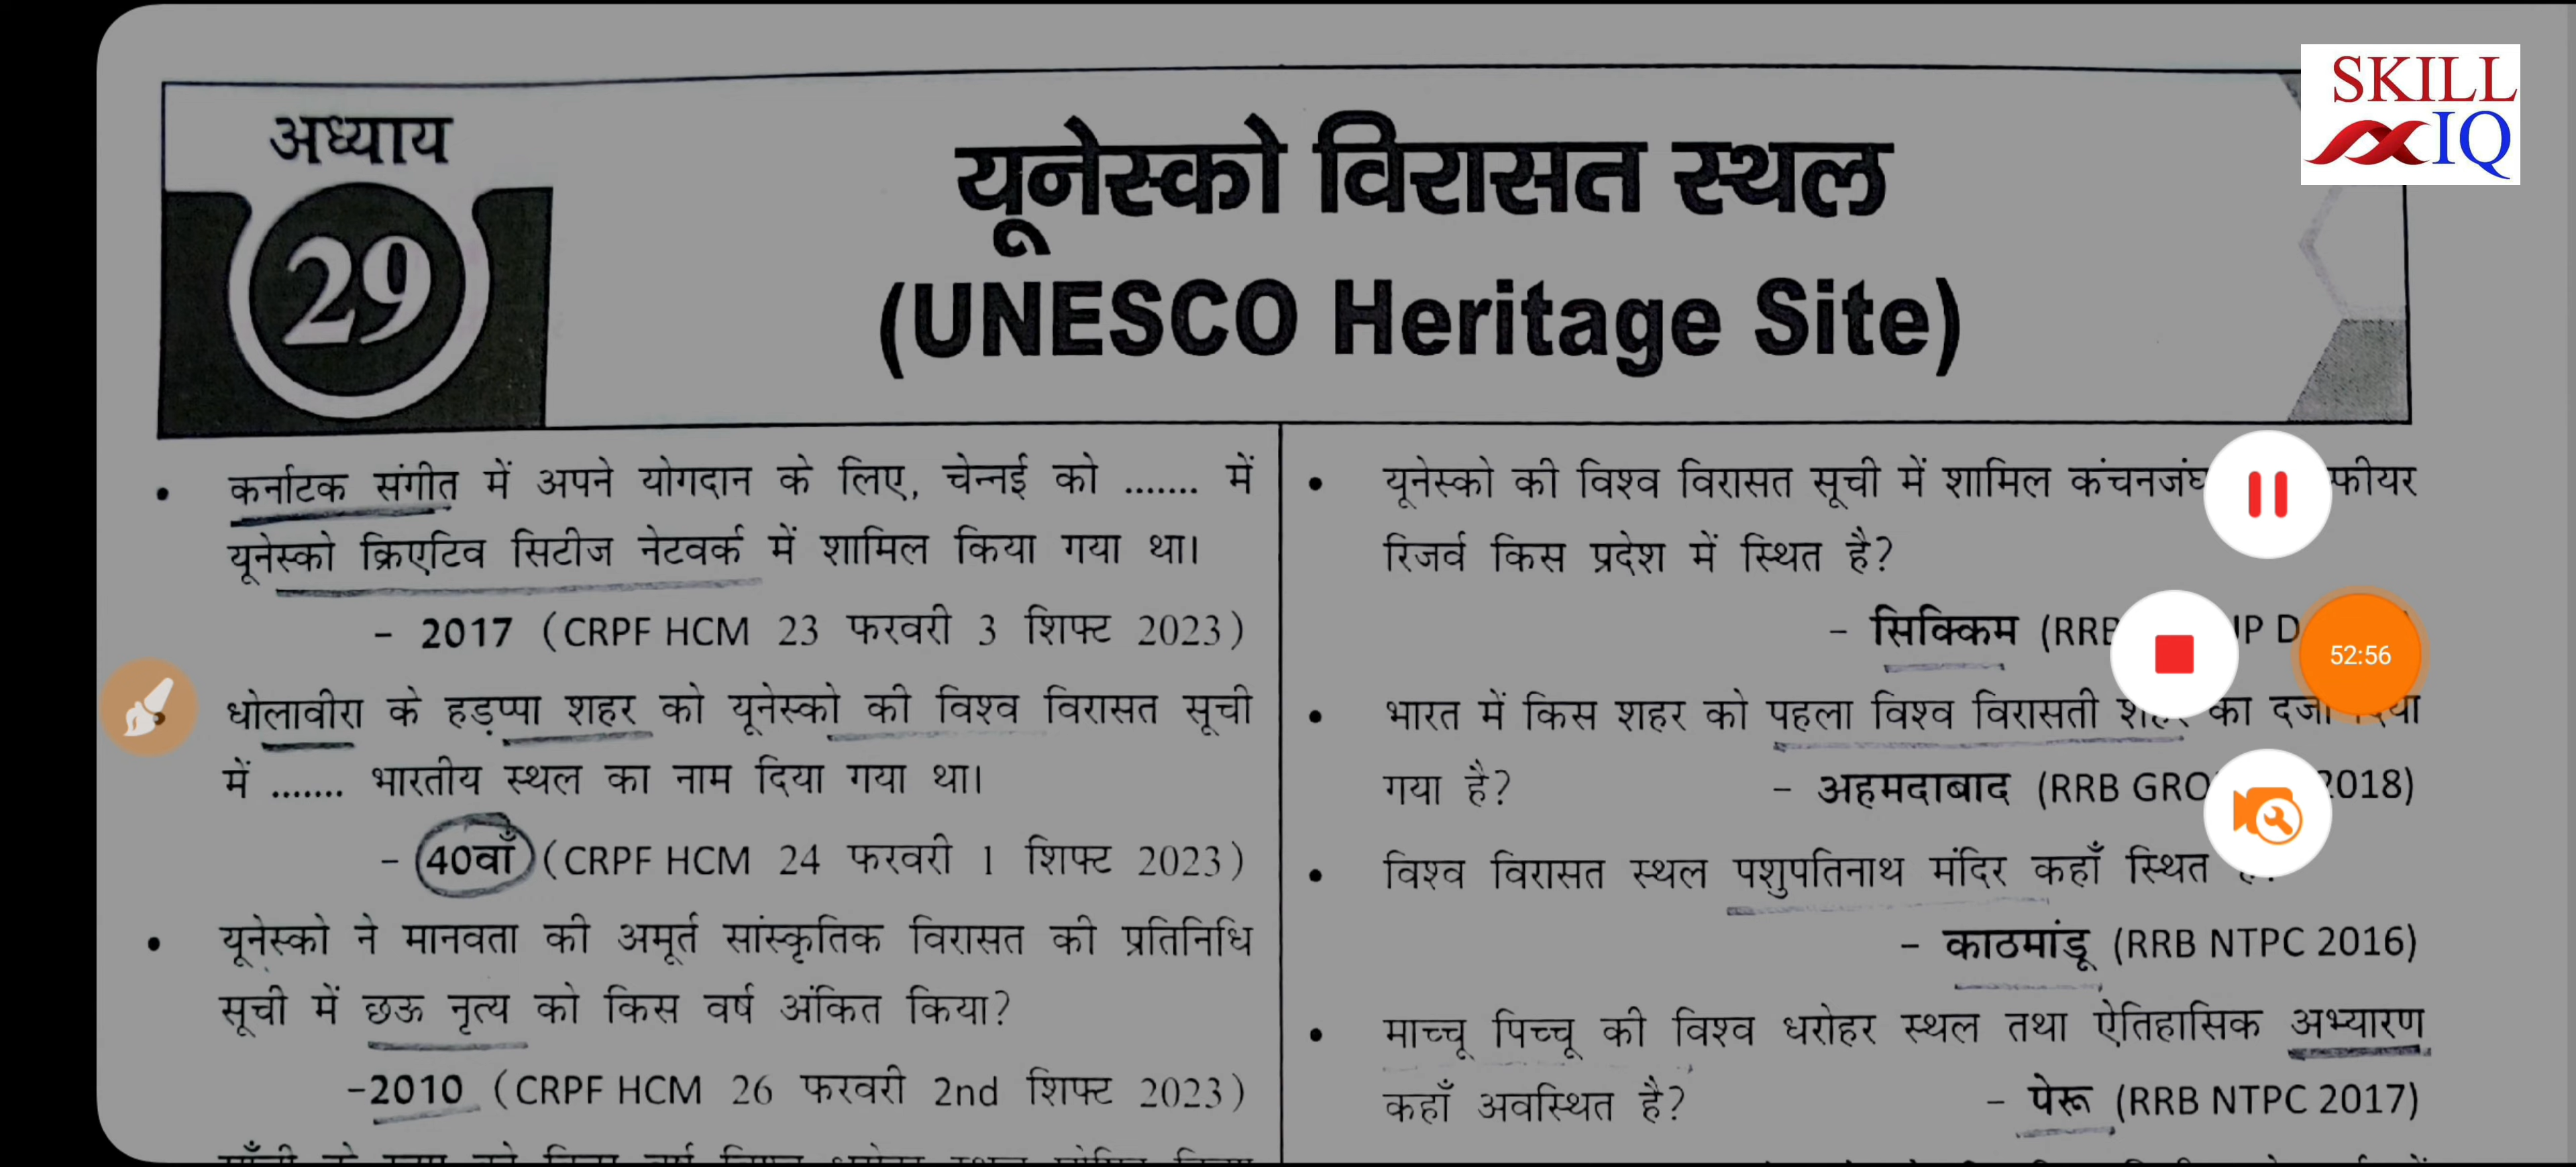 SKILL
IQ
अध्याय
29
यूनेस्को विरासत स्थल
(UNESCO Heritage Site)
• कर्नाटक संगीत में अपने योगदान के लिए, चेन्नई को ....... में
यूनेस्को क्रिएटिव सिटीज नेटवर्क में शामिल किया गया था।
– 2017 (CRPF HCM 23 फरवरी 3 शिफ्ट 2023)
धोलावीरा के हड़प्पा शहर को यूनेस्को की विश्व विरासत सूची
में ....... भारतीय स्थल का नाम दिया गया था।
– 40वाँ (CRPF HCM 24 फरवरी 1 शिफ्ट 2023)
• यूनेस्को ने मानवता की अमूर्त सांस्कृतिक विरासत की प्रतिनिधि
सूची में छऊ नृत्य को किस वर्ष अंकित किया?
–2010 (CRPF HCM 26 फरवरी 2nd शिफ्ट 2023)
• यूनेस्को की विश्व विरासत सूची में शामिल फीयर
रिजर्व किस प्रदेश में स्थित है?
– सिक्किम (RRB
52:56
• भारत में किस शहर को पहला विश्व विरासती का
गया है? – अहमदाबाद (RRB 2018)
• विश्व विरासत स्थल पशुपतिनाथ मंदिर कहाँ स्थित
– काठमांडू (RRB NTPC 2016)
• माच्चू पिच्चू की विश्व धरोहर स्थल तथा ऐतिहासिक अभ्यारण
कहाँ अवस्थित है? – पेरू (RRB NTPC 2017)